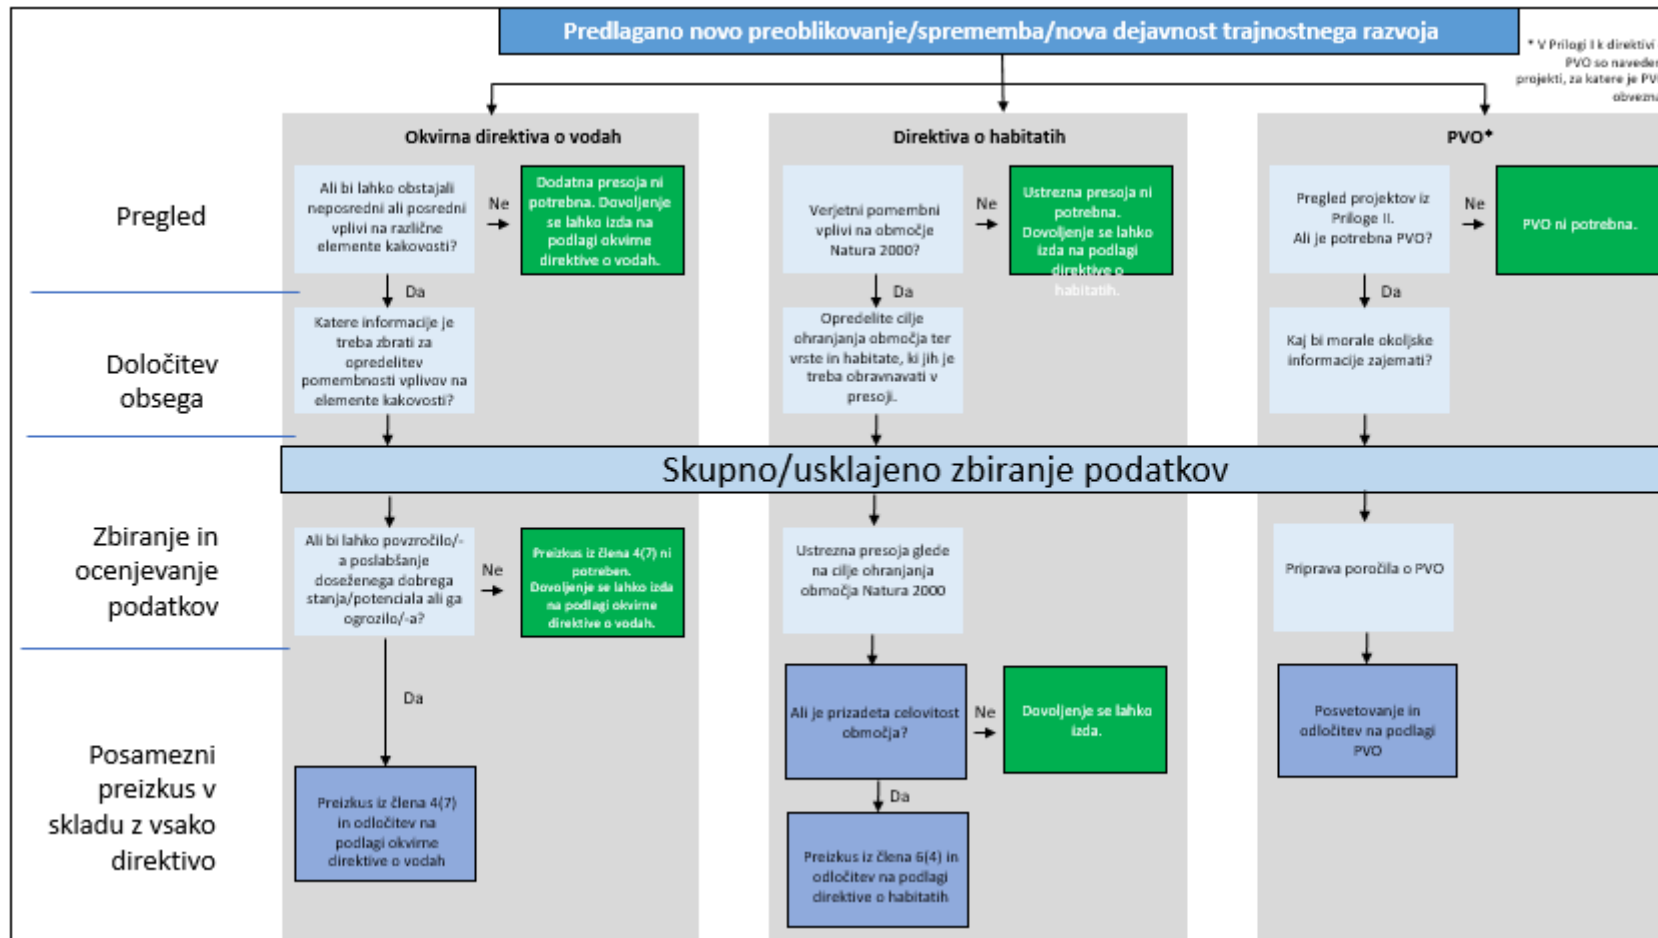 Predlagano novo preoblikovanje/sprememba/nova dejavnost trajnostnega razvoja
* V Prilogi I k direktivi
PVO so naveden
projekti, za katere je PV
obvezna
Okvirna direktiva o vodah
Direktiva o habitatih
PVO*
Pregled
Ali bi lahko obstajali
neposredni ali posredni
vplivi na različne
elemente kakovosti?
Ne
Dodatna presoja ni
potrebna. Dovoljenje
se lahko izda na
podlagi okvirne
direktive o vodah.
Verjetni pomembni
vplivi na območje
Natura 2000?
Ne
Ustrezna presoja ni
potrebna.
Dovoljenje se lahko
izda na podlagi
direktive o
habitatih.
Pregled projektov iz
Priloge II.
Ali je potrebna PVO?
Ne
PVO ni potrebna.
Da
Da
Da
Določitev
obsega
Katere informacije je
treba zbrati za
opredelitev
pomembnosti vplivov na
elemente kakovosti?
Opredelite cilje
ohranjanja območja ter
vrste in habitate, ki jih je
treba obravnavati v
presoji.
Kaj bi morale okoljske
informacije zajemati?
Skupno/usklajeno zbiranje podatkov
Zbiranje in
ocenjevanje
podatkov
Ali bi lahko povzročilo/-
a poslabšanje
doseženega dobrega
stanja/potenciala ali ga
ogrozilo/-a?
Ne
Preizkus iz člena 4(7) ni
potreben.
Dovoljenje se lahko izda
na podlagi okvirne
direktive o vodah.
Ustrezna presoja glede
na cilje ohranjanja
območja Natura 2000
Priprava poročila o PVO
Da
Posamezni
preizkus v
skladu z vsako
direktivo
Preizkus iz člena 4(7)
in odločitev na
podlagi okvirne
direktive o vodah
Ali je prizadeta celovitost
območja?
Ne
Dovoljenje se lahko
izda.
Da
Preizkus iz člena 6(4) in
odločitev na podlagi
direktive o habitatih
Posvetovanje in
odločitev na podlagi
PVO